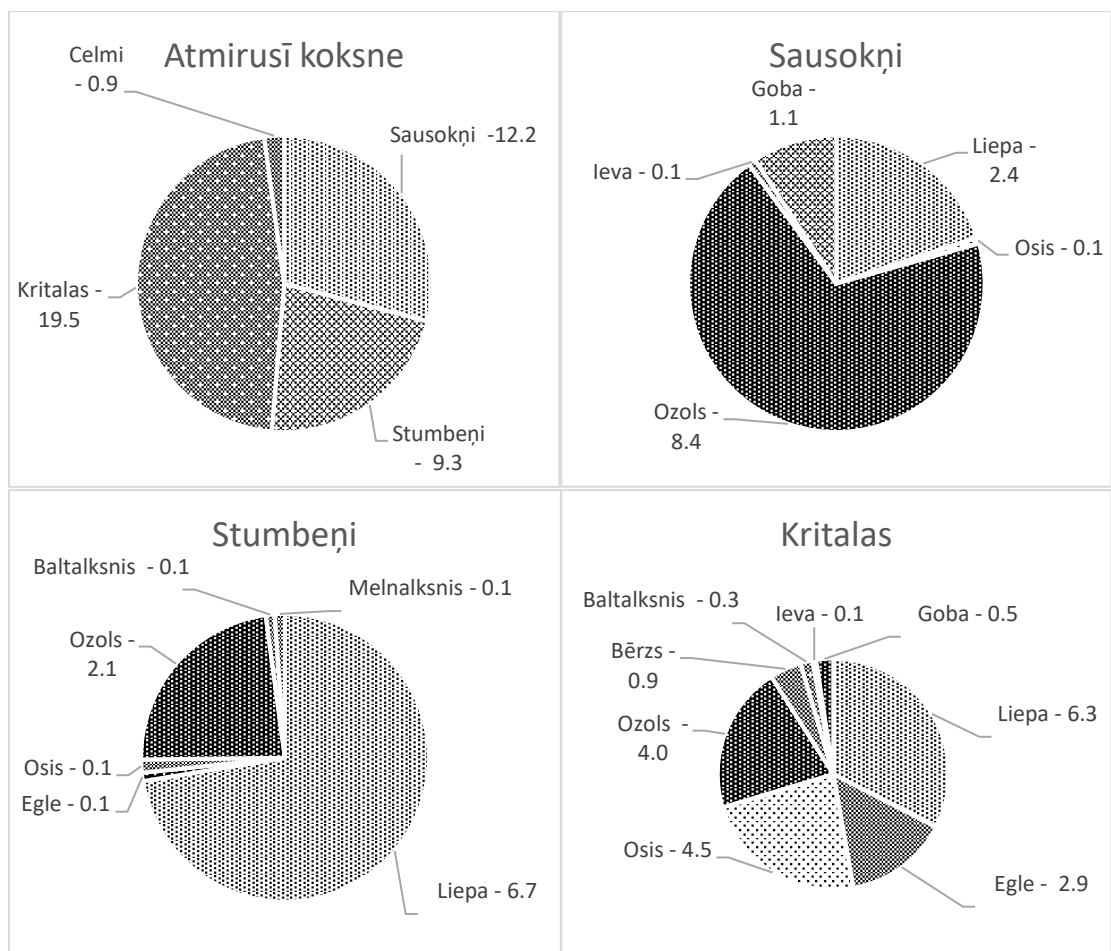 Atmirusī koksne
Celmi
- 0.9
Sausokņi -12.2
Kritalas -
19.5
Stumbeņi
- 9.3
Sausokņi
Goba -
1.1
Ieva - 0.1
Liepa -
2.4
Osis - 0.1
Ozols -
8.4
Stumbeņi
Baltalksnis - 0.1
Melnalksnis - 0.1
Ozols -
2.1
Osis - 0.1
Egle - 0.1
Liepa - 6.7
Kritalas
Baltalksnis - 0.3
Ieva - 0.1
Goba - 0.5
Bērzs -
0.9
Ozols -
4.0
Liepa - 6.3
Osis - 4.5
Egle - 2.9